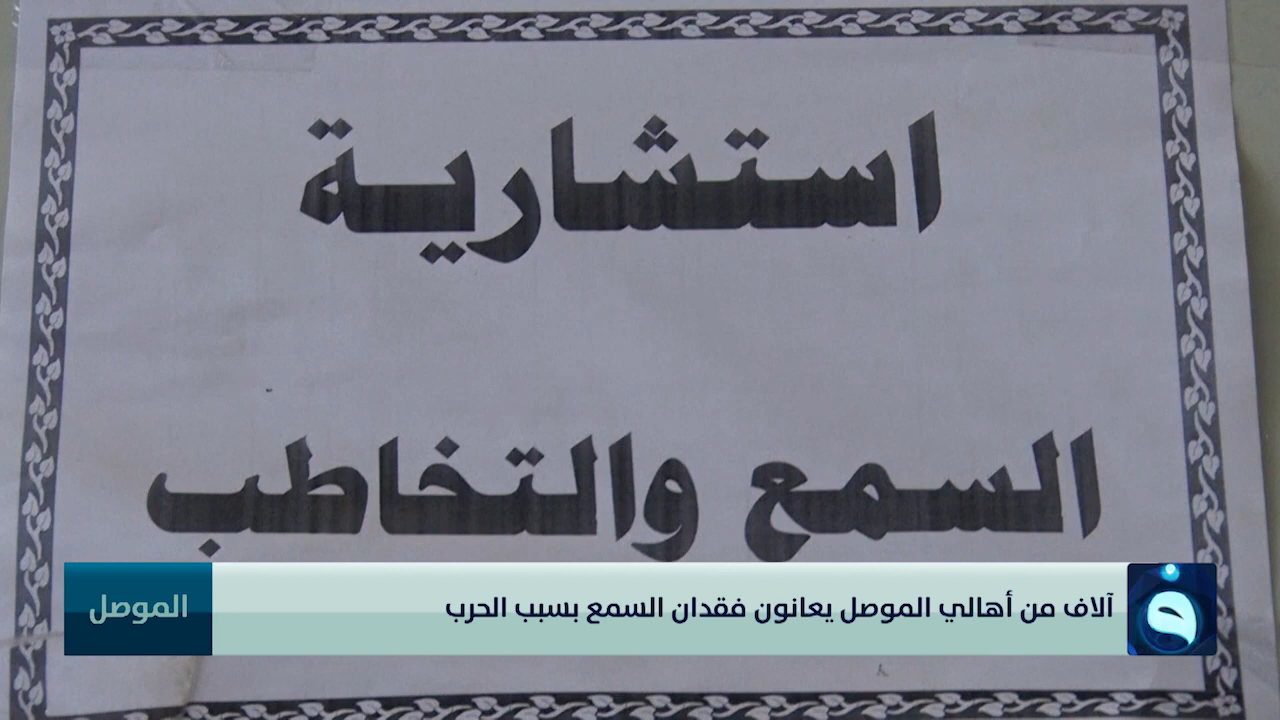 استشارية
السمع والتخاطب
آلاف من أهالي الموصل يعانون فقدان السمع بسبب الحرب
الموصل